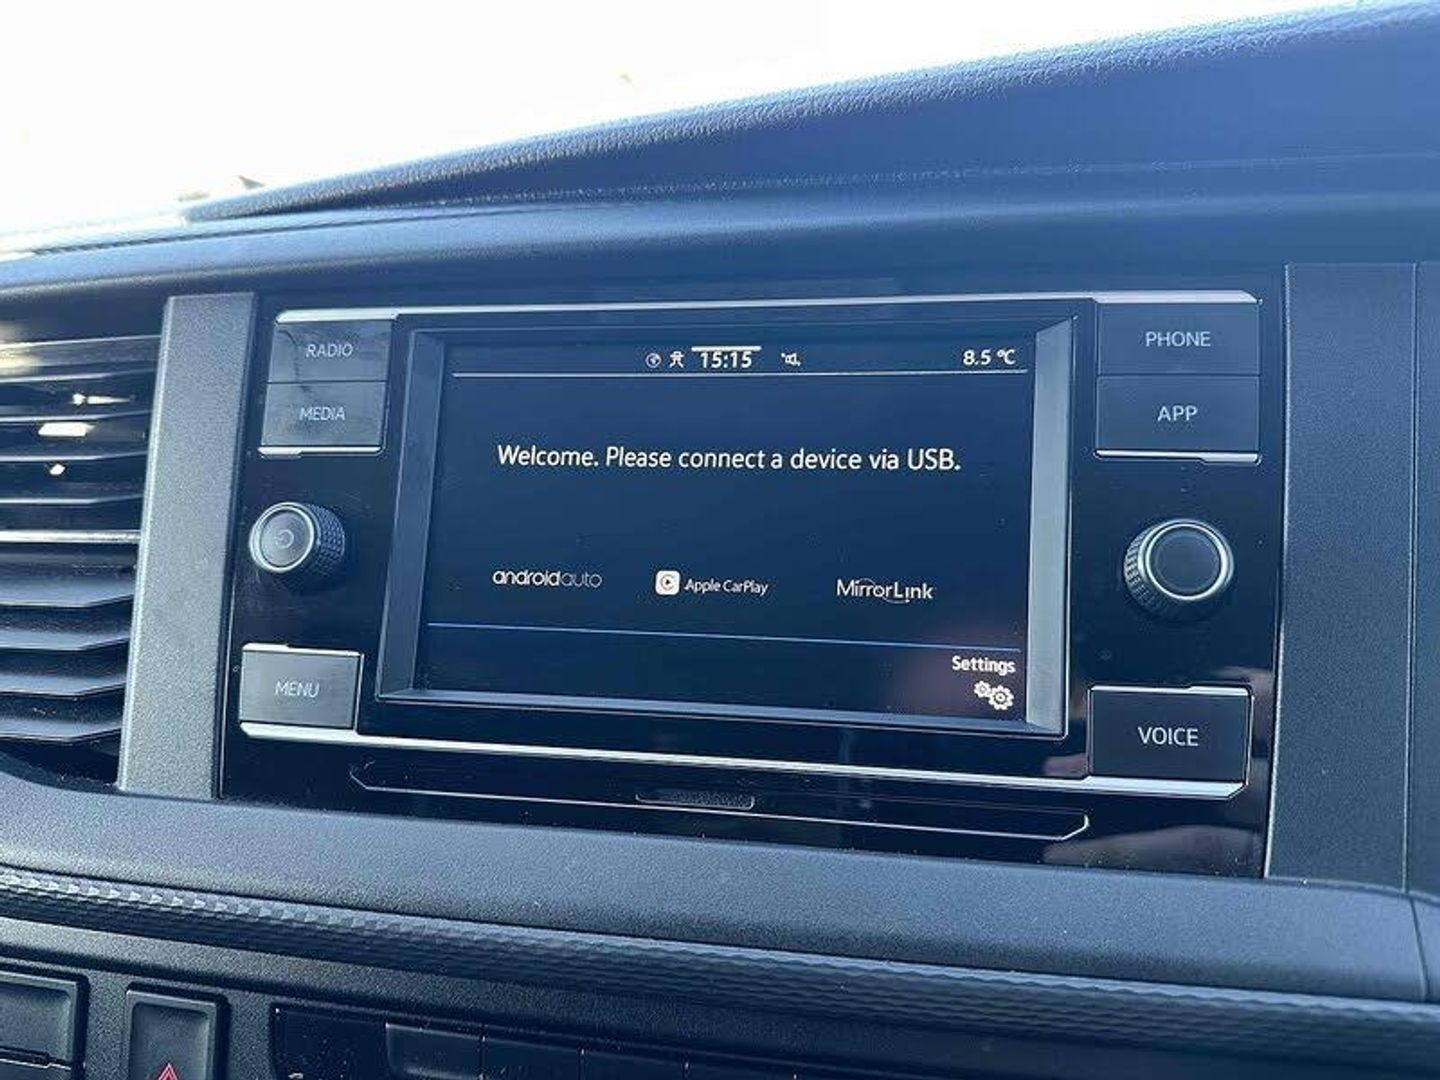 RADIO
MEDIA
MENU
15:15
8.5 °C
Welcome. Please connect a device via USB.
androidauto
Apple CarPlay
MirrorLink
Settings
PHONE
APP
VOICE